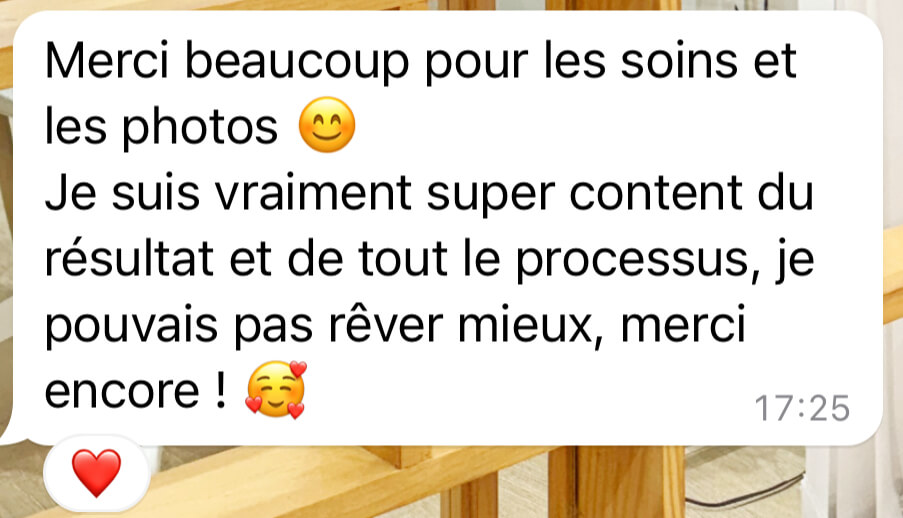 Merci beaucoup pour les soins et
les photos 😊
Je suis vraiment super content du
résultat et de tout le processus, je
pouvais pas rêver mieux, merci
encore ! 🥰
17:25
❤️